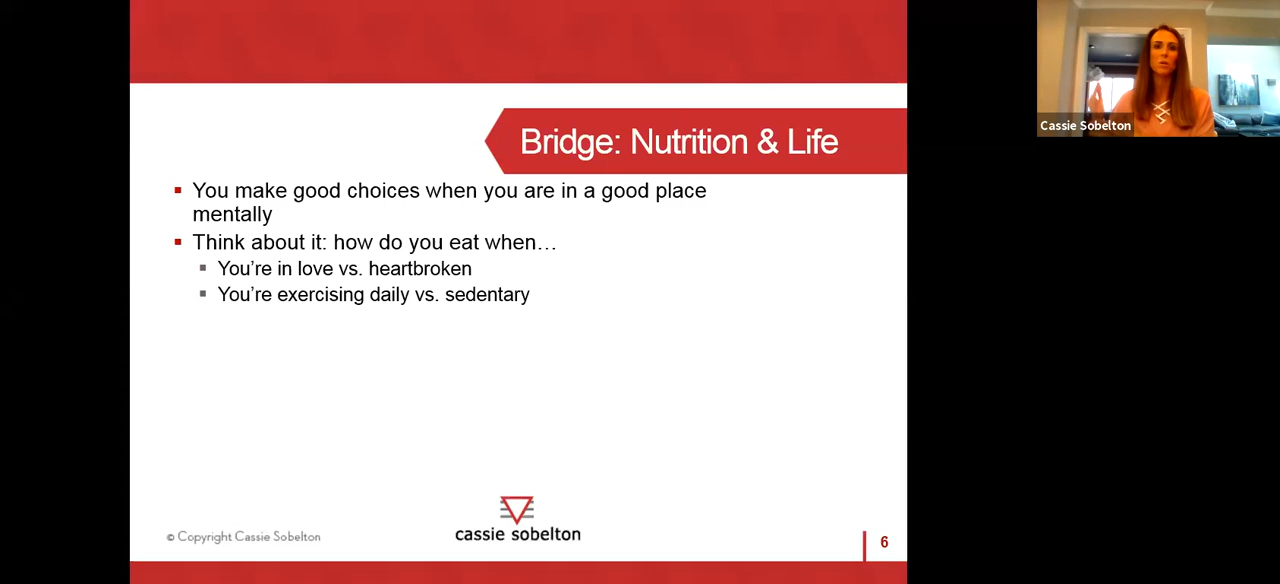 Bridge: Nutrition & Life
You make good choices when you are in a good place
mentally
Think about it: how do you eat when…
You’re in love vs. heartbroken
You’re exercising daily vs. sedentary
cassie sobelton
© Copyright Cassie Sobelton
6
Cassie Sobelton